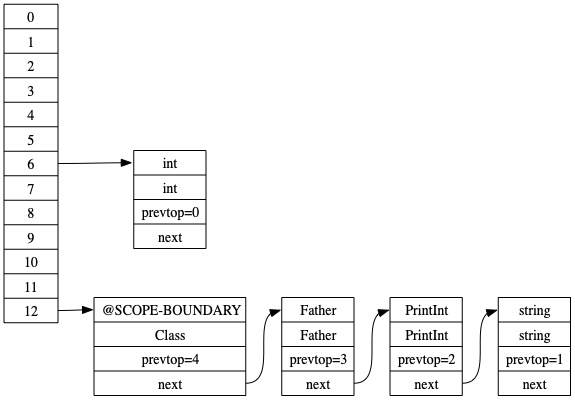 0
1
2
3
4
5
6
7
8
9
10
11
12
int
int
prevtop=0
next
@SCOPE-BOUNDARY
Class
prevtop=4
next
Father
Father
prevtop=3
next
PrintInt
PrintInt
prevtop=2
next
string
string
prevtop=1
next